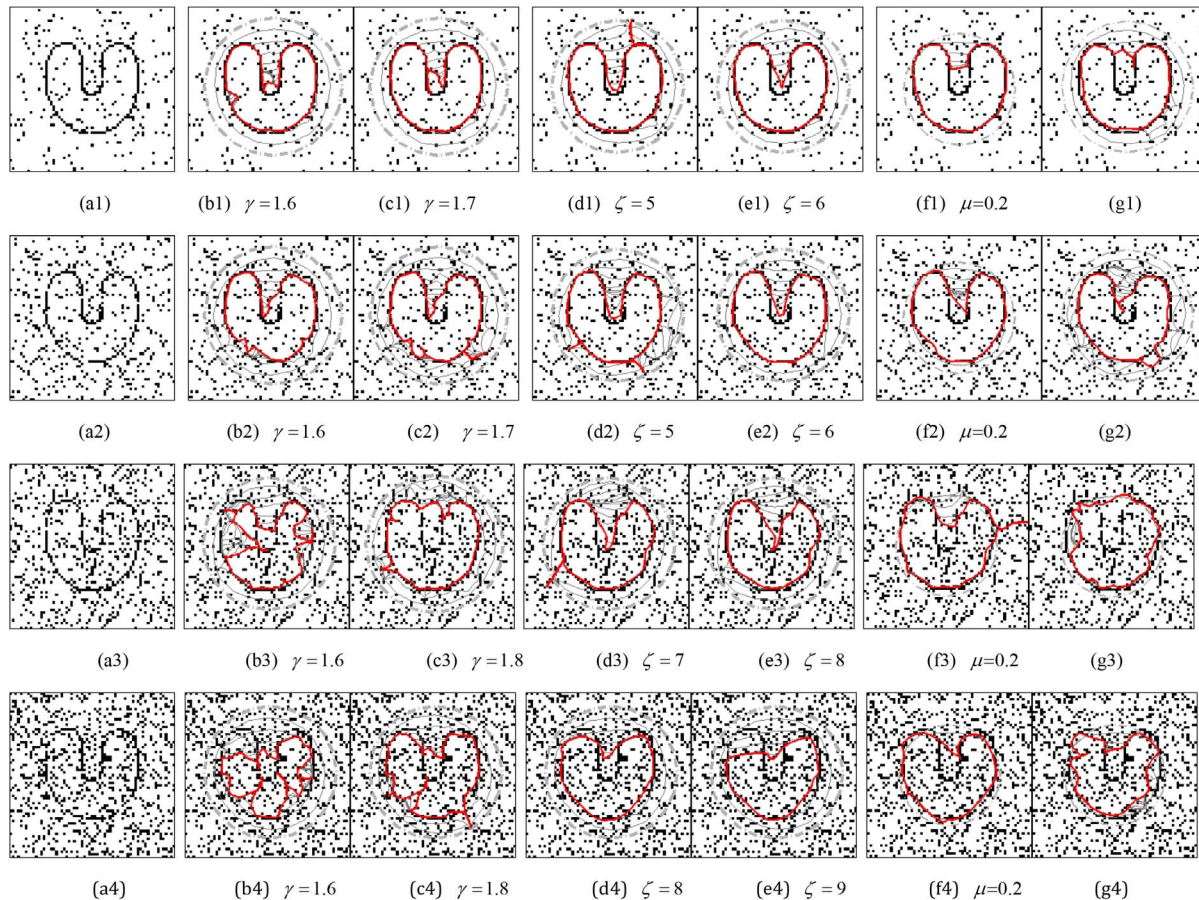 (a1) (b1) γ = 1.6 (c1) γ = 1.7 (d1) ζ = 5 (e1) ζ = 6 (f1) μ=0.2 (g1)
(a2) (b2) γ = 1.6 (c2) γ = 1.7 (d2) ζ = 5 (e2) ζ = 6 (f2) μ=0.2 (g2)
(a3) (b3) γ = 1.6 (c3) γ = 1.8 (d3) ζ = 7 (e3) ζ = 8 (f3) μ=0.2 (g3)
(a4) (b4) γ = 1.6 (c4) γ = 1.8 (d4) ζ = 8 (e4) ζ = 9 (f4) μ=0.2 (g4)